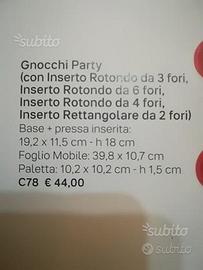 subito
Gnocchi Party
(con Inserto Rotondo da 3 fori,
Inserto Rotondo da 6 fori,
Inserto Rotondo da 4 fori,
Inserto Rettangolare da 2 fori)
Base + pressa inserita:
19,2 x 11,5 cm - h 18 cm
Foglio Mobile: 39,8 x 10,7 cm
Paletta: 10,2 x 10,2 cm - h 1,5 cm
C78 € 44,00
subito
subito